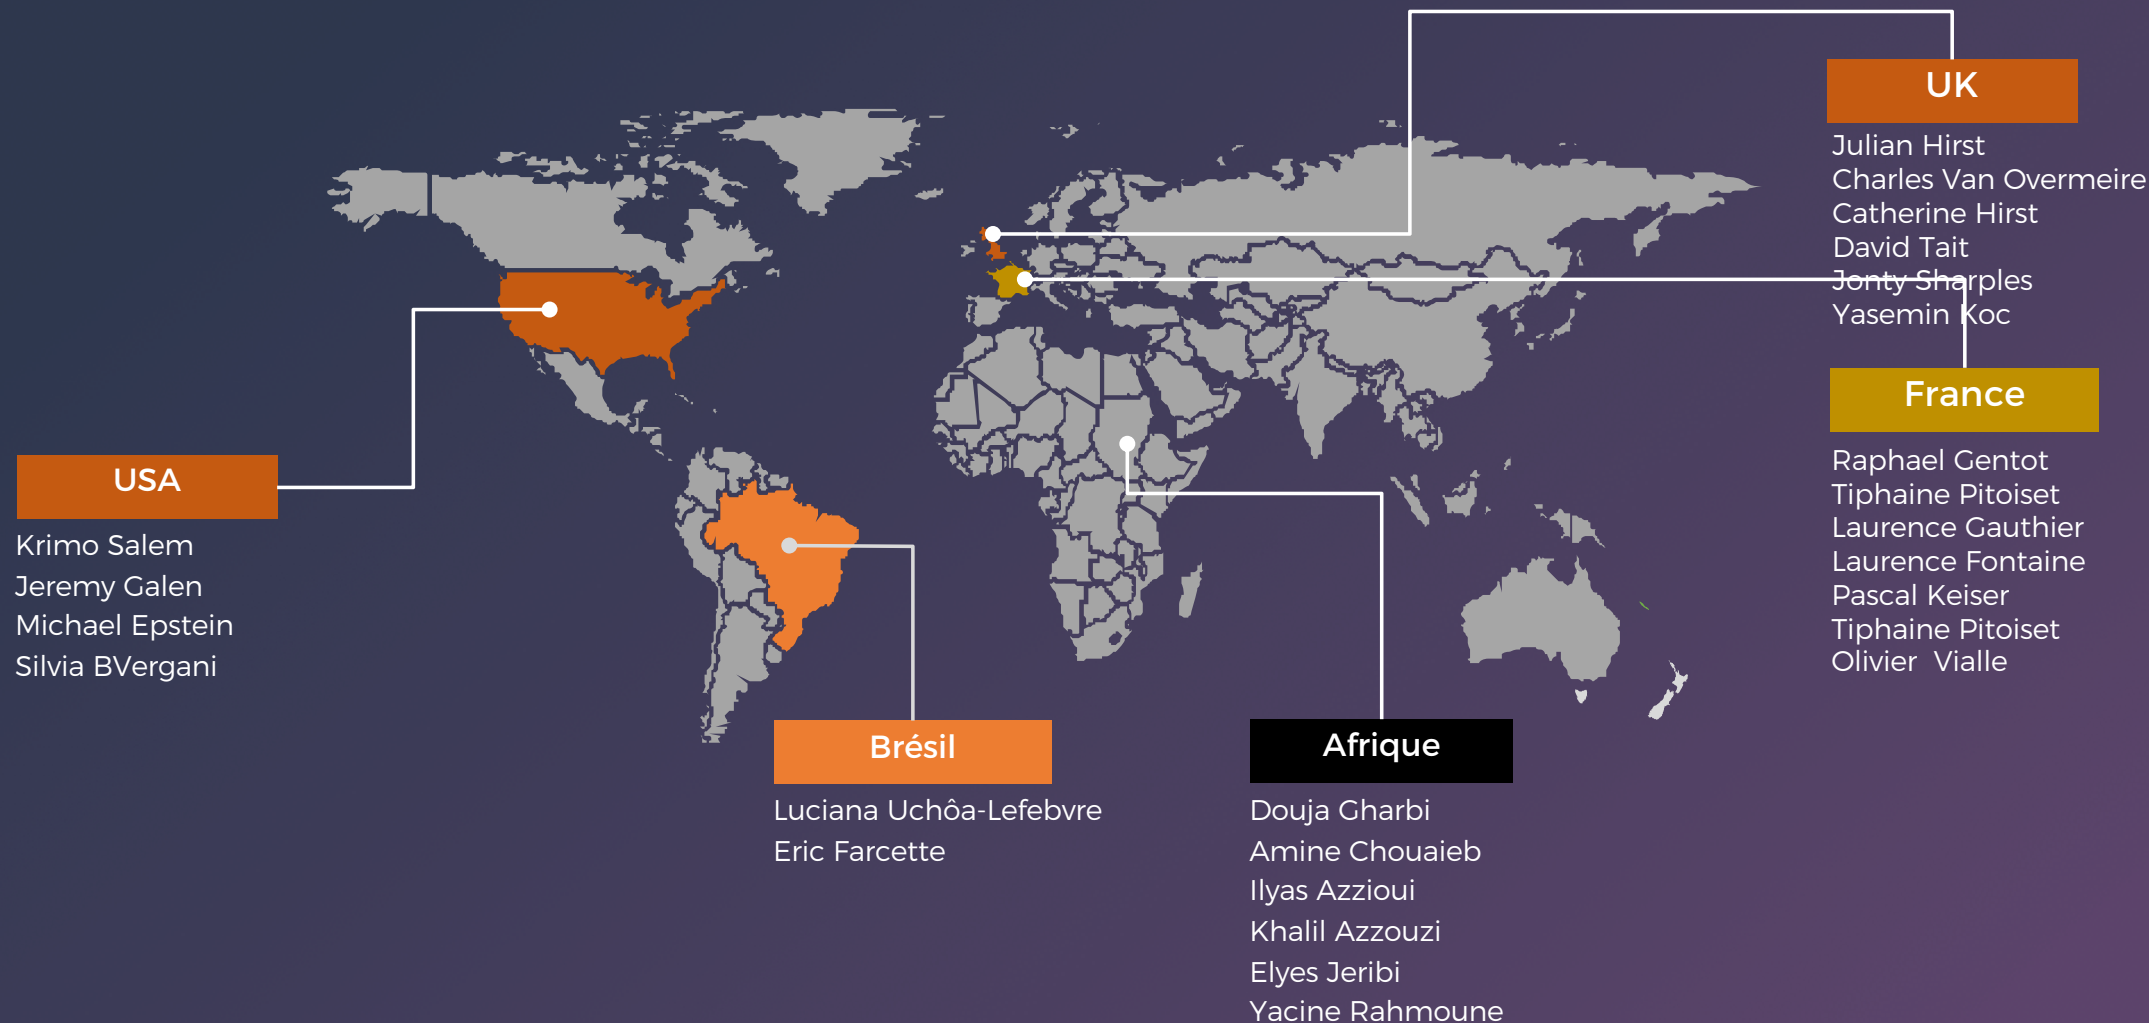 UK
Julian Hirst
Charles Van Overmeire
Catherine Hirst
David Tait
Jonty Sharples
Yasemin Koc
France
Raphael Gentot
Tiphaine Pitoiset
Laurence Gauthier
Laurence Fontaine
Pascal Keiser
Tiphaine Pitoiset
Olivier  Vialle
USA
Krimo Salem
Jeremy Galen
Michael Epstein
Silvia BVergani
Brésil
Luciana Uchôa-Lefebvre
Eric Farcette
Afrique
Douja Gharbi
Amine Chouaieb
Ilyas Azzioui
Khalil Azzouzi
Elyes Jeribi
Yacine Rahmoune